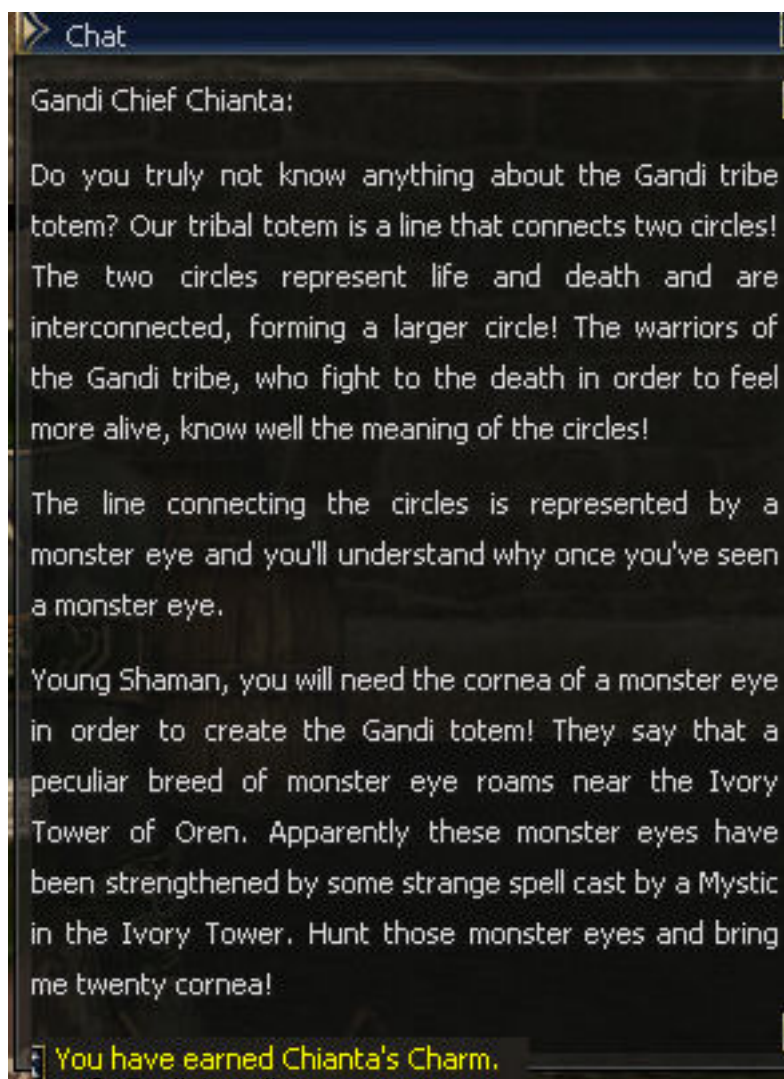 Chat
Gandi Chief Chianta:
Do you truly not know anything about the Gandi tribe
totem? Our tribal totem is a line that connects two circles!
The two circles represent life and death and are
interconnected, forming a larger circle! The warriors of
the Gandi tribe, who fight to the death in order to feel
more alive, know well the meaning of the circles!
The line connecting the circles is represented by a
monster eye and you'll understand why once you've seen
a monster eye.
Young Shaman, you will need the cornea of a monster eye
in order to create the Gandi totem! They say that a
peculiar breed of monster eye roams near the Ivory
Tower of Oren. Apparently these monster eyes have
been strengthened by some strange spell cast by a Mystic
in the Ivory Tower. Hunt those monster eyes and bring
me twenty cornea!
You have earned Chianta's Charm.